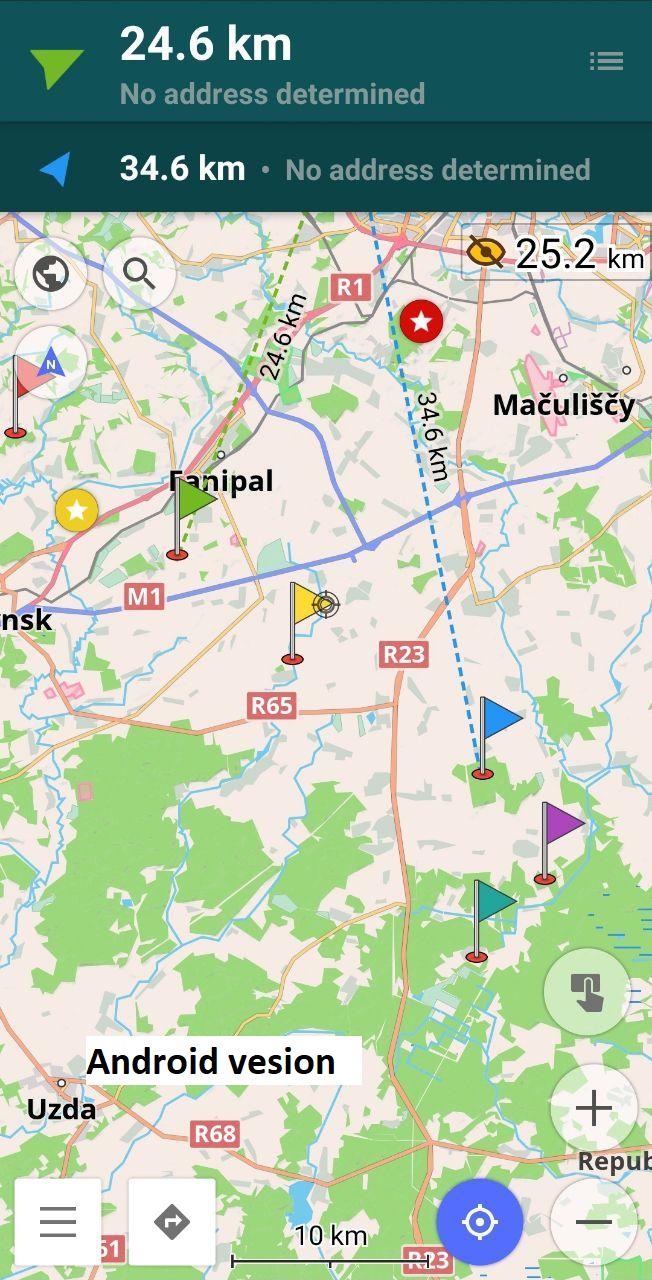 24.6 km
No address determined
34.6 km • No address determined
25.2 km
R1
24.6 km
34.6 km
Mačuliščy
Fanipal
M1
nsk
R23
R65
Android vesion
Uzda
R68
Repub
10 km
61
R23
N